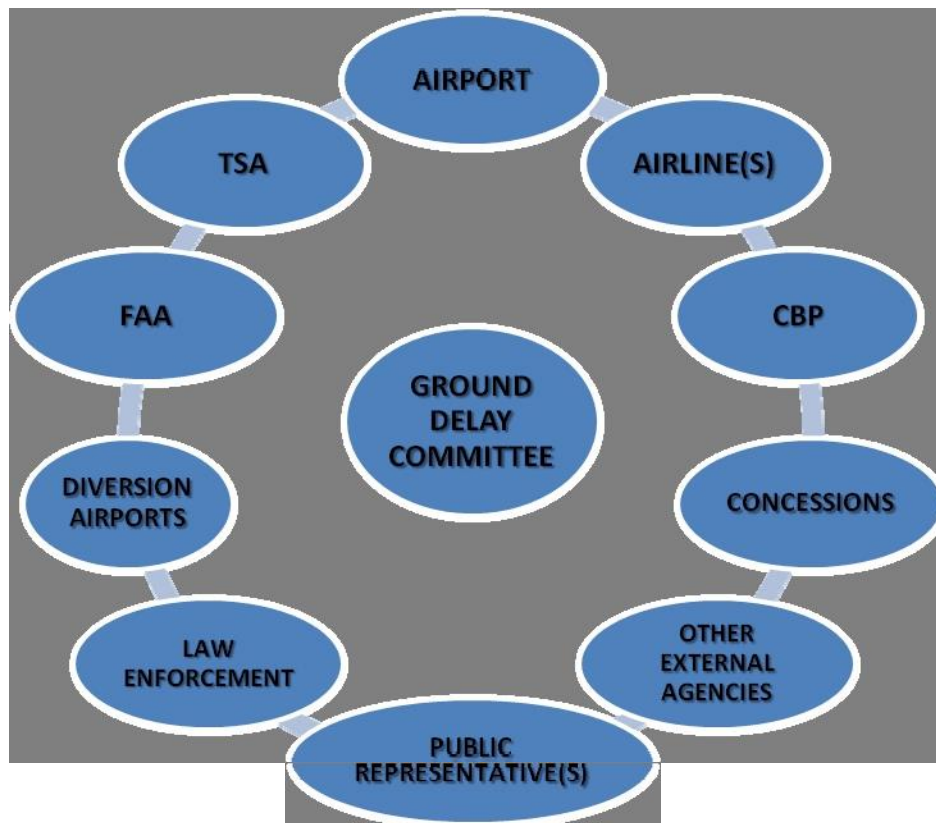 AIRPORT
TSA
AIRLINE(S)
FAA
CBP
GROUND
DELAY
COMMITTEE
DIVERSION
AIRPORTS
CONCESSIONS
LAW
ENFORCEMENT
OTHER
EXTERNAL
AGENCIES
PUBLIC
REPRESENTATIVE(S)